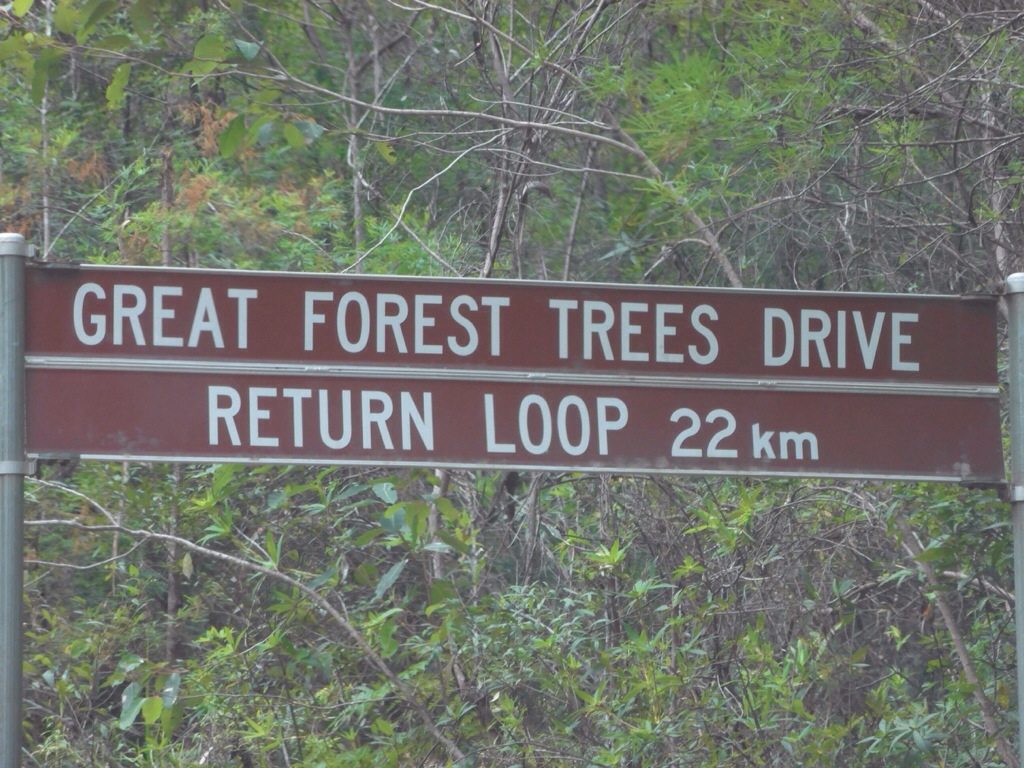 GREAT FOREST TREES DRIVE
RETURN LOOP 22 km